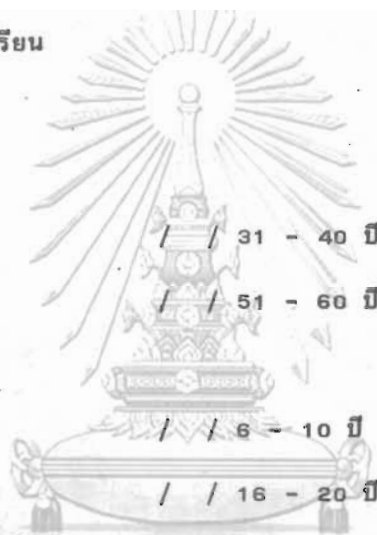 รียน
/ / 31 - 40 ปี
/ / 51 - 60 ปี
/ / 6 - 10 ปี
/ / 16 - 20 ปี